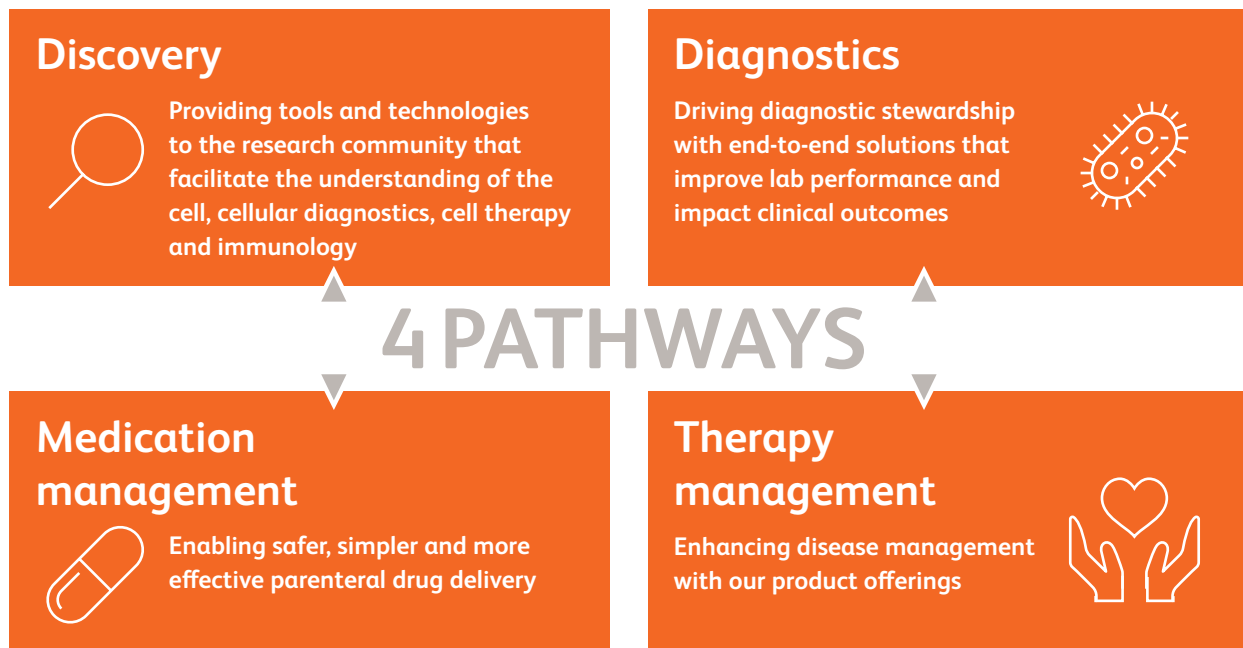 Discovery
Providing tools and technologies
to the research community that
facilitate the understanding of the
cell, cellular diagnostics, cell therapy
and immunology
Diagnostics
Driving diagnostic stewardship
with end-to-end solutions that
improve lab performance and
impact clinical outcomes
4 PATHWAYS
Medication
management
Enabling safer, simpler and more
effective parenteral drug delivery
Therapy
management
Enhancing disease management
with our product offerings